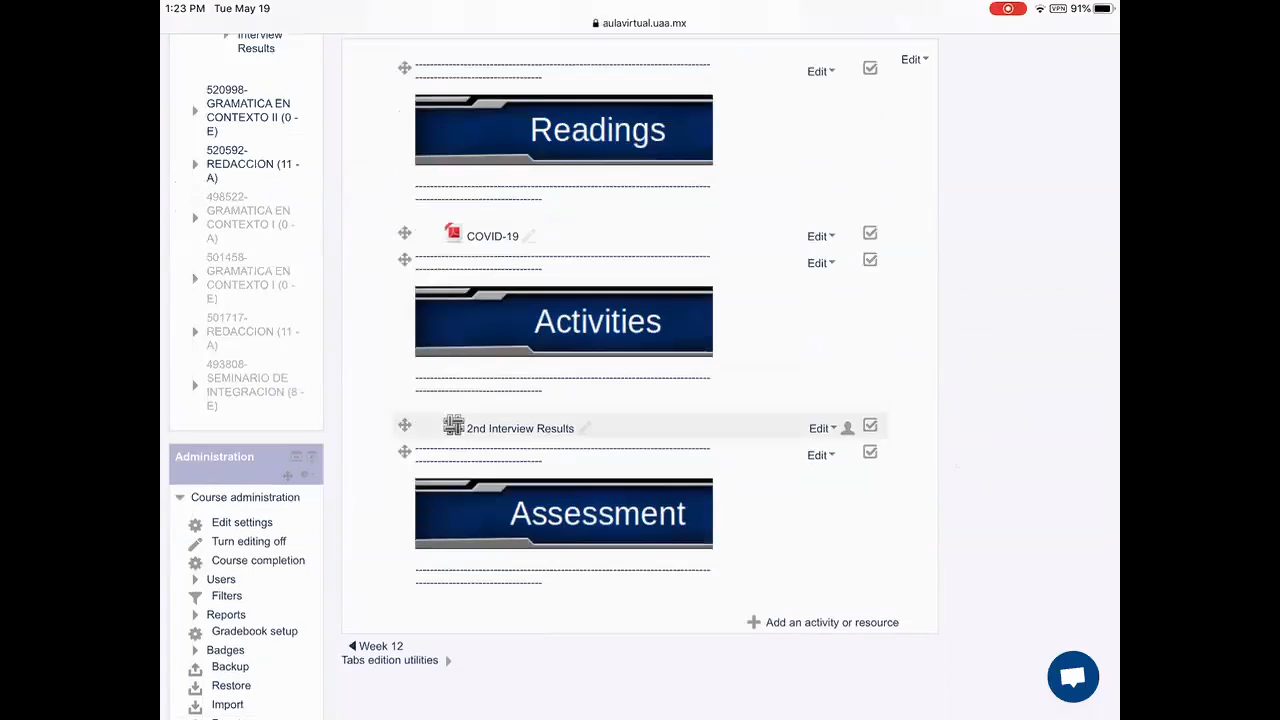 1:23 PM Tue May 19
VPN 91%
aulavirtual.uaa.mx
Interview
Results
520998-
GRAMATICA EN
CONTEXTO II (0 -
E)
520592-
REDACCION (11 -
A)
498522-
GRAMATICA EN
CONTEXTO I (0 -
A)
501458-
GRAMATICA EN
CONTEXTO I (0 -
E)
501717-
REDACCION (11 -
A)
493808-
SEMINARIO DE
INTEGRACION (8 -
E)
Administration
Course administration
Edit settings
Turn editing off
Course completion
Users
Filters
Reports
Gradebook setup
Badges
Backup
Restore
Import
Edit
Edit
Readings
COVID-19
Edit
Edit
Activities
2nd Interview Results
Edit
Edit
Assessment
Add an activity or resource
Week 12
Tabs edition utilities